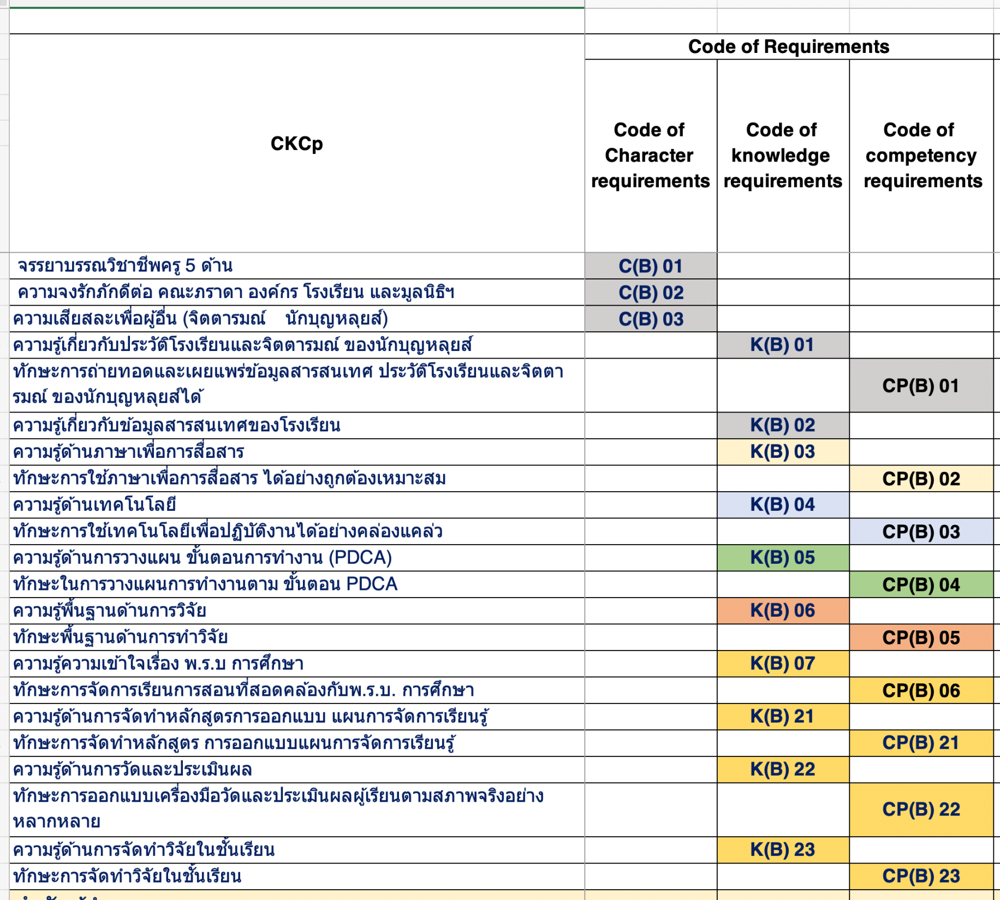 Code of Requirements
CKCp
Code of
Character
requirements
Code of
knowledge
requirements
Code of
competency
requirements
จรรยาบรรณวิชาชีพครู 5 ด้าน C(B) 01
ความจงรักภักดีต่อ คณะภราดา องค์กร โรงเรียน และมูลนิธิฯ C(B) 02
ความเสียสละเพื่อผู้อื่น (จิตตารมณ์ นักบุญหลุยส์) C(B) 03
ความรู้เกี่ยวกับประวัติโรงเรียนและจิตตารมณ์ ของนักบุญหลุยส์ K(B) 01
ทักษะการถ่ายทอดและเผยแพร่ข้อมูลสารสนเทศ ประวัติโรงเรียนและจิตตา
รมณ์ ของนักบุญหลุยส์ได้ CP(B) 01
ความรู้เกี่ยวกับข้อมูลสารสนเทศของโรงเรียน K(B) 02
ความรู้ด้านภาษาเพื่อการสื่อสาร K(B) 03
ทักษะการใช้ภาษาเพื่อการสื่อสาร ได้อย่างถูกต้องเหมาะสม CP(B) 02
ความรู้ด้านเทคโนโลยี K(B) 04
ทักษะการใช้เทคโนโลยีเพื่อปฏิบัติงานได้อย่างคล่องแคล่ว CP(B) 03
ความรู้ด้านการวางแผน ขั้นตอนการทำงาน (PDCA) K(B) 05
ทักษะในการวางแผนการทำงานตาม ขั้นตอน PDCA CP(B) 04
ความรู้พื้นฐานด้านการวิจัย K(B) 06
ทักษะพื้นฐานด้านการทำวิจัย CP(B) 05
ความรู้ความเข้าใจเรื่อง พ.ร.บ การศึกษา K(B) 07
ทักษะการจัดการเรียนการสอนที่สอดคล้องกับพ.ร.บ. การศึกษา CP(B) 06
ความรู้ด้านการจัดทำหลักสูตรการออกแบบ แผนการจัดการเรียนรู้ K(B) 21
ทักษะการจัดทำหลักสูตร การออกแบบแผนการจัดการเรียนรู้ CP(B) 21
ความรู้ด้านการวัดและประเมินผล K(B) 22
ทักษะการออกแบบเครื่องมือวัดและประเมินผลผู้เรียนตามสภาพจริงอย่าง
หลากหลาย CP(B) 22
ความรู้ด้านการจัดทำวิจัยในชั้นเรียน K(B) 23
ทักษะการจัดทำวิจัยในชั้นเรียน CP(B) 23